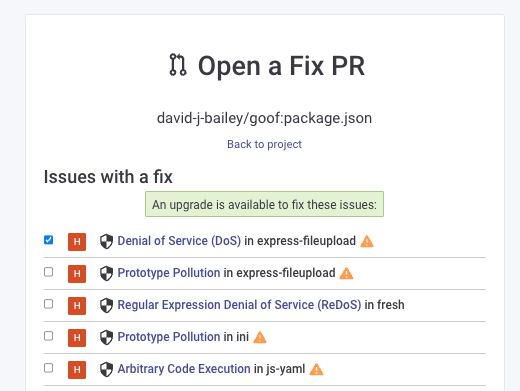 Open a Fix PR
david-j-bailey/goof:package.json
Back to project
Issues with a fix
An upgrade is available to fix these issues:
H Denial of Service (DoS) in express-fileupload
H Prototype Pollution in express-fileupload
H Regular Expression Denial of Service (ReDoS) in fresh
H Prototype Pollution in ini
H Arbitrary Code Execution in js-yaml